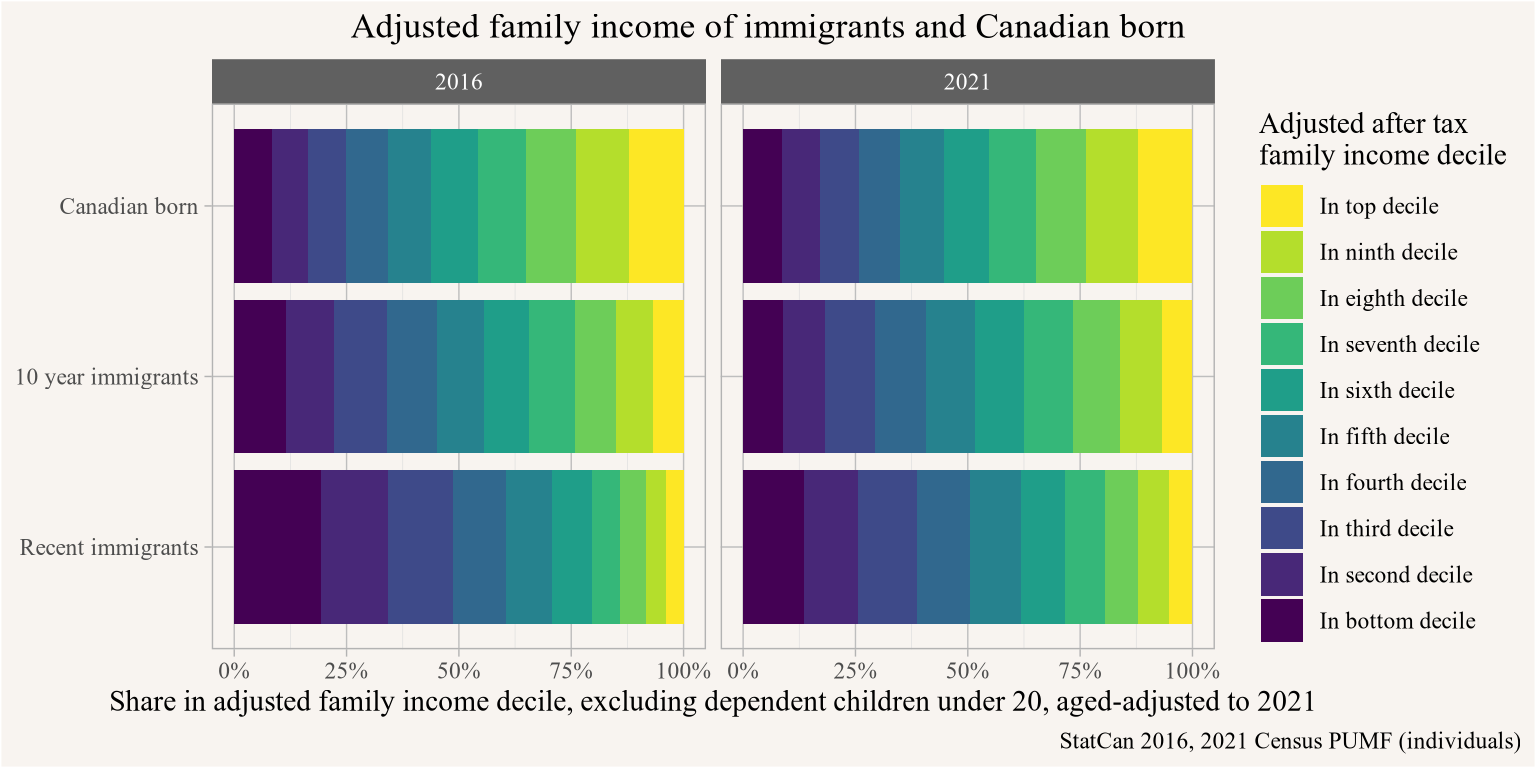 Adjusted family income of immigrants and Canadian born
2016
2021
Canadian born
10 year immigrants
Recent immigrants
0%
25%
50%
75%
100%
0%
25%
50%
75%
100%
Share in adjusted family income decile, excluding dependent children under 20, aged-adjusted to 2021
Adjusted after tax
family income decile
In top decile
In ninth decile
In eighth decile
In seventh decile
In sixth decile
In fifth decile
In fourth decile
In third decile
In second decile
In bottom decile
StatCan 2016, 2021 Census PUMF (individuals)